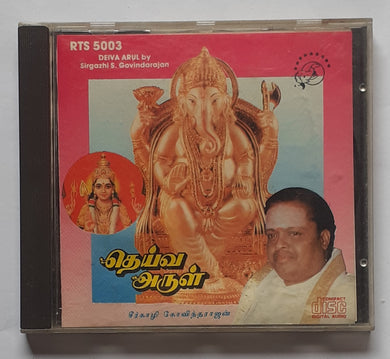 RTS 5003
DEIVA ARUL by
Sirgazhi S. Govindarajan
தெய்வ
அருள்
சீர்காழி கோவிந்தராஜன்
COMPACT
disc
DIGITAL AUDIO